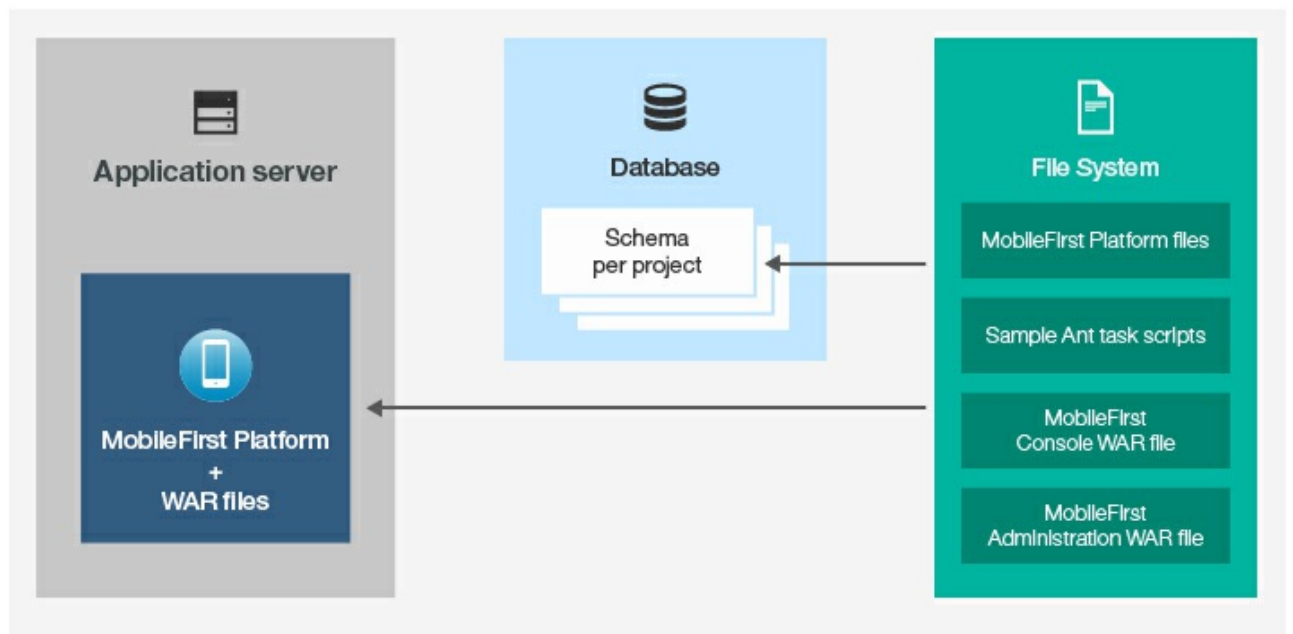 Application server
MobileFirst Platform
+
WAR files
Database
Schema
per project
File System
MobileFirst Platform files
Sample Ant task scripts
MobileFirst
Console WAR file
MobileFirst
Administration WAR file